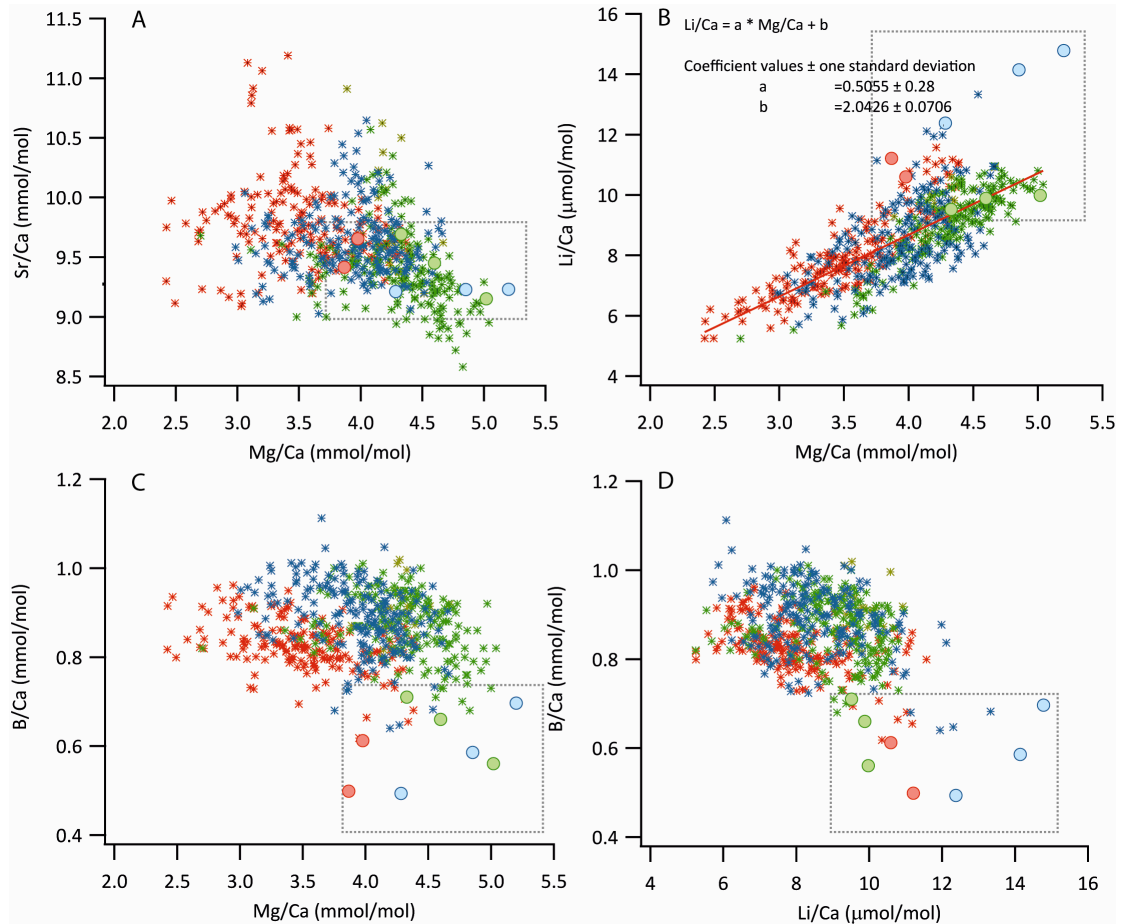 A
11.5
11.0
10.5
10.0
9.5
9.0
8.5
Sr/Ca (mmol/mol)
2.0 2.5 3.0 3.5 4.0 4.5 5.0 5.5
Mg/Ca (mmol/mol)
B
Li/Ca = a * Mg/Ca + b
Coefficient values ± one standard deviation
a =0.5055 ± 0.28
b =2.0426 ± 0.0706
16
14
12
10
8
6
4
Li/Ca (µmol/mol)
2.0 2.5 3.0 3.5 4.0 4.5 5.0 5.5
Mg/Ca (mmol/mol)
C
1.2
1.0
0.8
0.6
0.4
B/Ca (mmol/mol)
2.0 2.5 3.0 3.5 4.0 4.5 5.0 5.5
Mg/Ca (mmol/mol)
D
1.2
1.0
0.8
0.6
0.4
B/Ca (mmol/mol)
4 6 8 10 12 14 16
Li/Ca (µmol/mol)